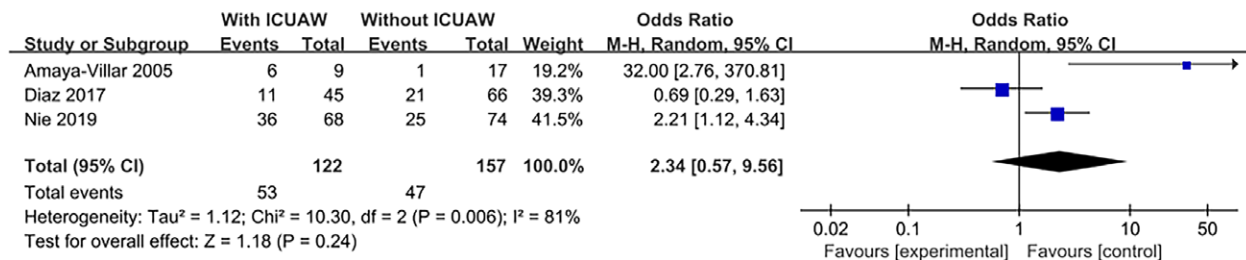 With ICUAW Without ICUAW Odds Ratio Odds Ratio
Study or Subgroup Events Total Events Total Weight M-H, Random, 95% CI M-H, Random, 95% CI
Amaya-Villar 2005 6 9 1 17 19.2% 32.00 [2.76, 370.81]
Diaz 2017 11 45 21 66 39.3% 0.69 [0.29, 1.63]
Nie 2019 36 68 25 74 41.5% 2.21 [1.12, 4.34]
Total (95% CI) 122 157 100.0% 2.34 [0.57, 9.56]
Total events 53 47
Heterogeneity: Tau² = 1.12; Chi² = 10.30, df = 2 (P = 0.006); I² = 81%
Test for overall effect: Z = 1.18 (P = 0.24)
0.02 0.1 1 10 50
Favours [experimental] Favours [control]